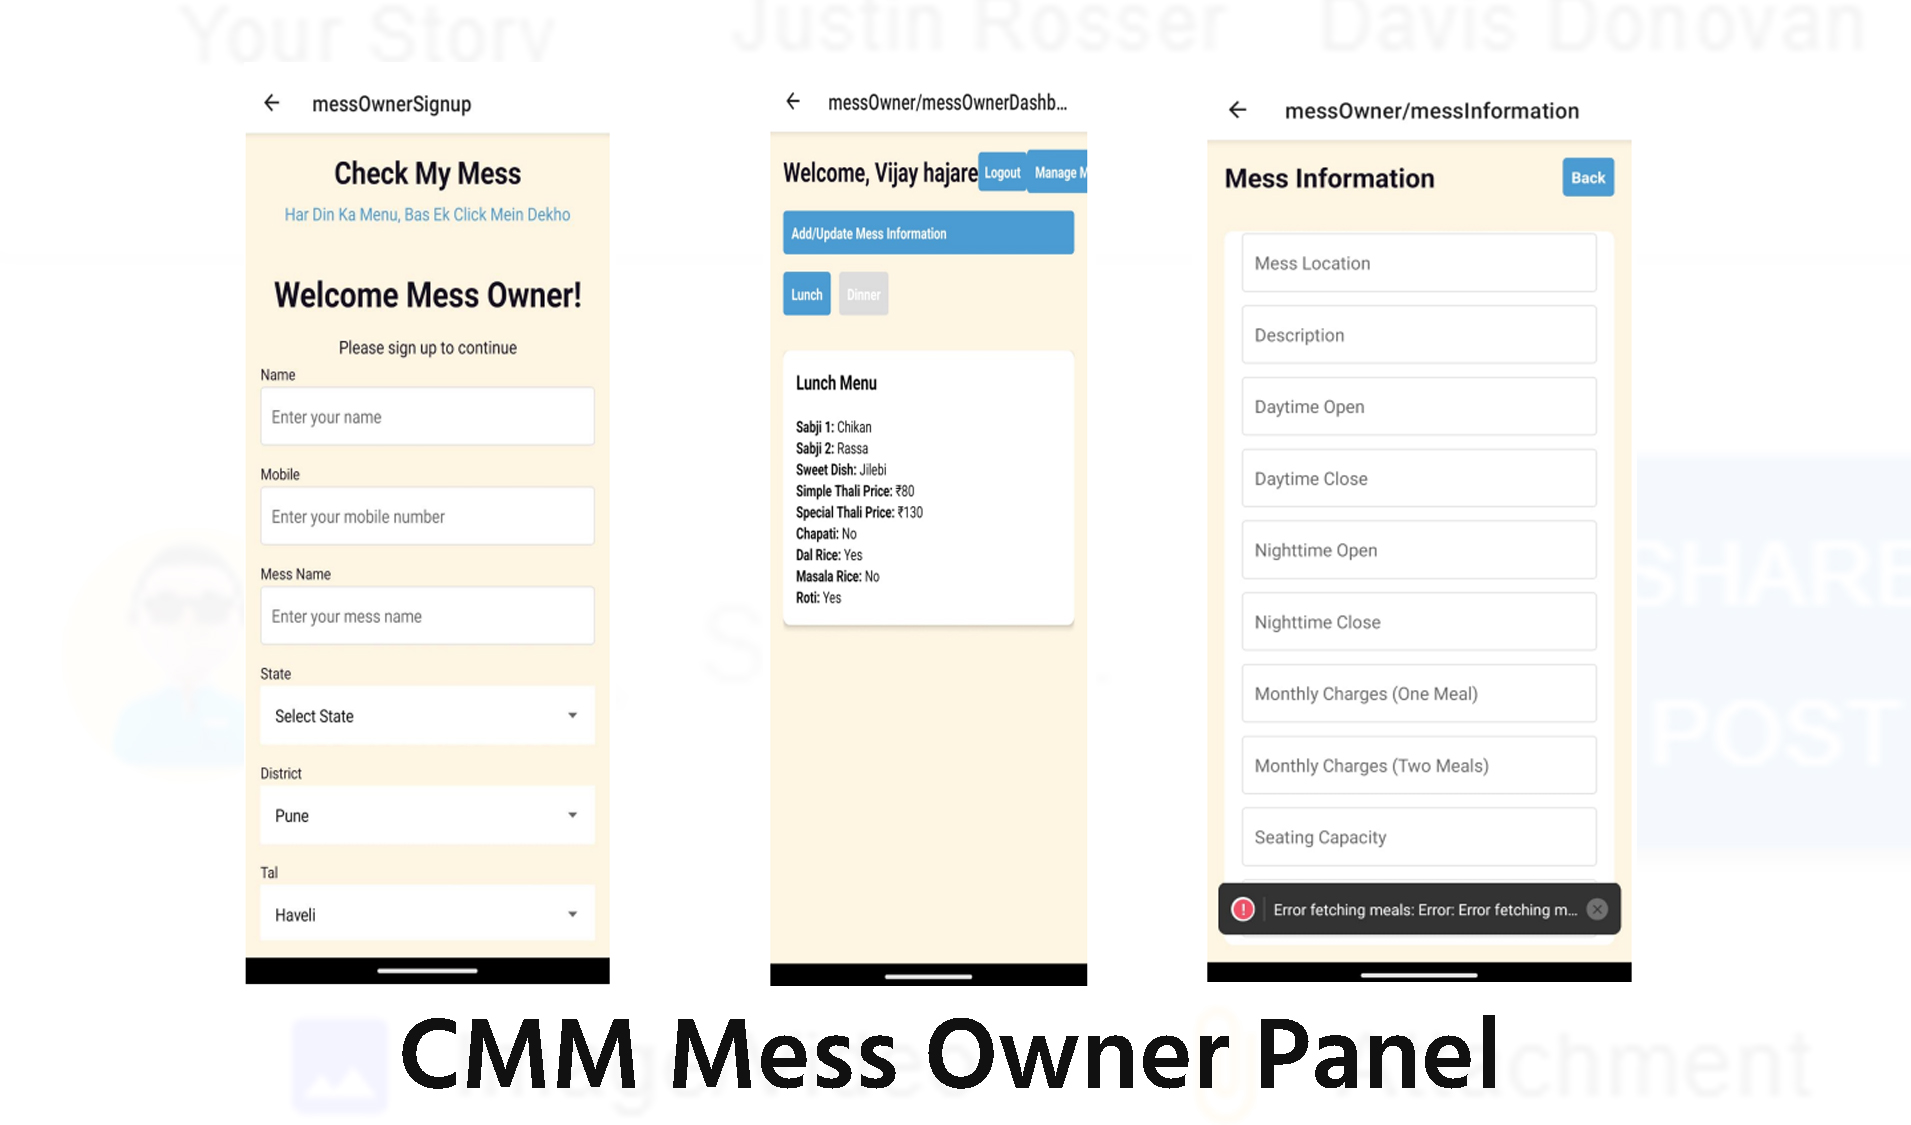 Your Story
Justin Rosser
Davis Donovan
messOwnerSignup
Check My Mess
Har Din Ka Menu, Bas Ek Click Mein Dekho
Welcome Mess Owner!
Please sign up to continue
Name
Enter your name
Mobile
Enter your mobile number
Mess Name
Enter your mess name
State
Select State
District
Pune
Tal
Haveli
messOwner/messOwnerDashb...
Welcome, Vijay hajare
Logout
Manage M
Add/Update Mess Information
Lunch
Dinner
Lunch Menu
Sabji 1: Chikan
Sabji 2: Rassa
Sweet Dish: Jilebi
Simple Thali Price: ₹80
Special Thali Price: ₹130
Chapati: No
Dal Rice: Yes
Masala Rice: No
Roti: Yes
messOwner/messInformation
Mess Information
Back
Mess Location
Description
Daytime Open
Daytime Close
Nighttime Open
Nighttime Close
Monthly Charges (One Meal)
Monthly Charges (Two Meals)
Seating Capacity
Error fetching meals: Error: Error fetching m...
SHARE
POST
CMM Mess Owner Panel